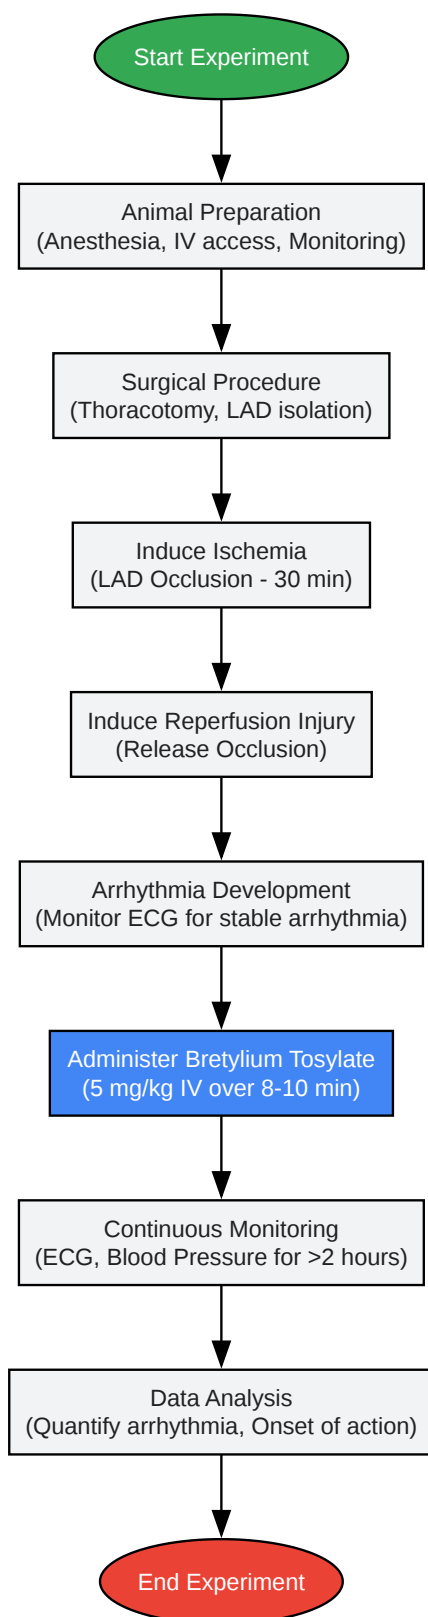 Start Experiment
Animal Preparation
(Anesthesia, IV access, Monitoring)
Surgical Procedure
(Thoracotomy, LAD isolation)
Induce Ischemia
(LAD Occlusion - 30 min)
Induce Reperfusion Injury
(Release Occlusion)
Arrhythmia Development
(Monitor ECG for stable arrhythmia)
Administer Bretylium Tosylate
(5 mg/kg IV over 8-10 min)
Continuous Monitoring
(ECG, Blood Pressure for >2 hours)
Data Analysis
(Quantify arrhythmia, Onset of action)
End Experiment